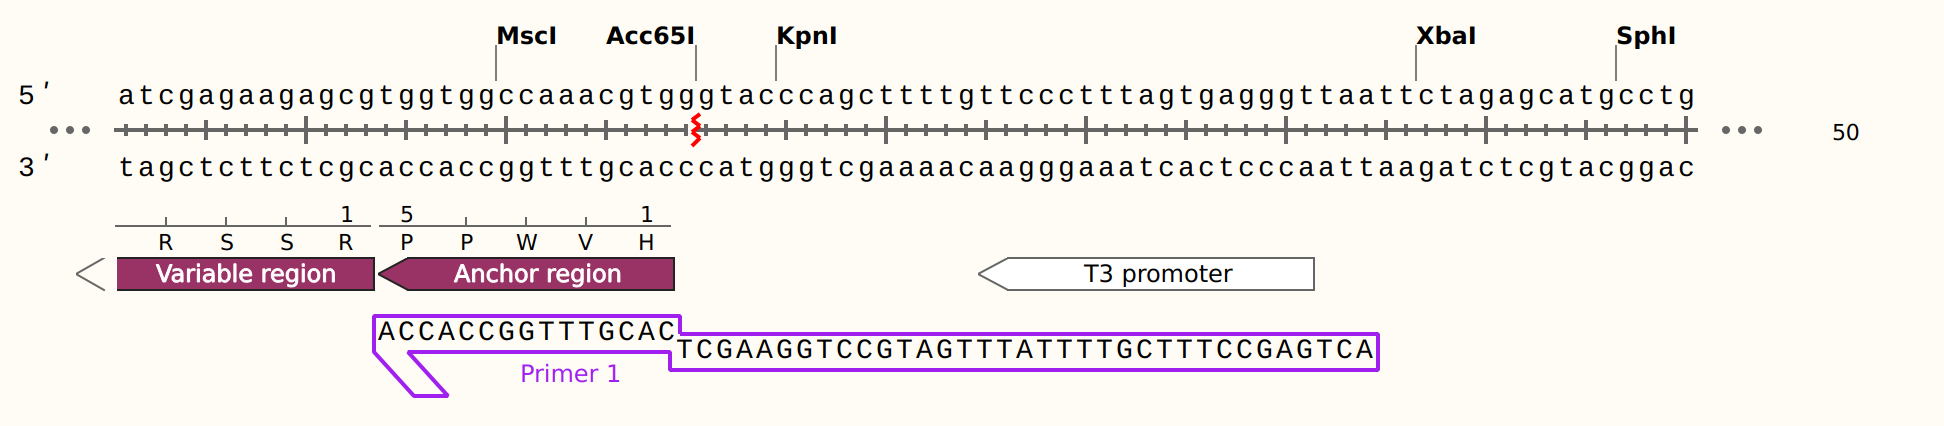 MscI Acc65I KpnI XbaI SphI
5 ′ atcgagaagagcgtggtggccaaacgtgggtacccagcttttgttccctttagtgagggttaattctagagcatgcctg
50
3 ′ tagctcttctcgcaccaccggtttgcacccatgggtcgaaaacaagggaaatcactcccaattaagatctcgtacggac
1 5 1
R S S R P P W V H
Variable region Anchor region T3 promoter
ACCACCGGTTTGCAC
TCGAAGGTCCGTAGTTTATTTTGCTTTCCGAGTCA
Primer 1